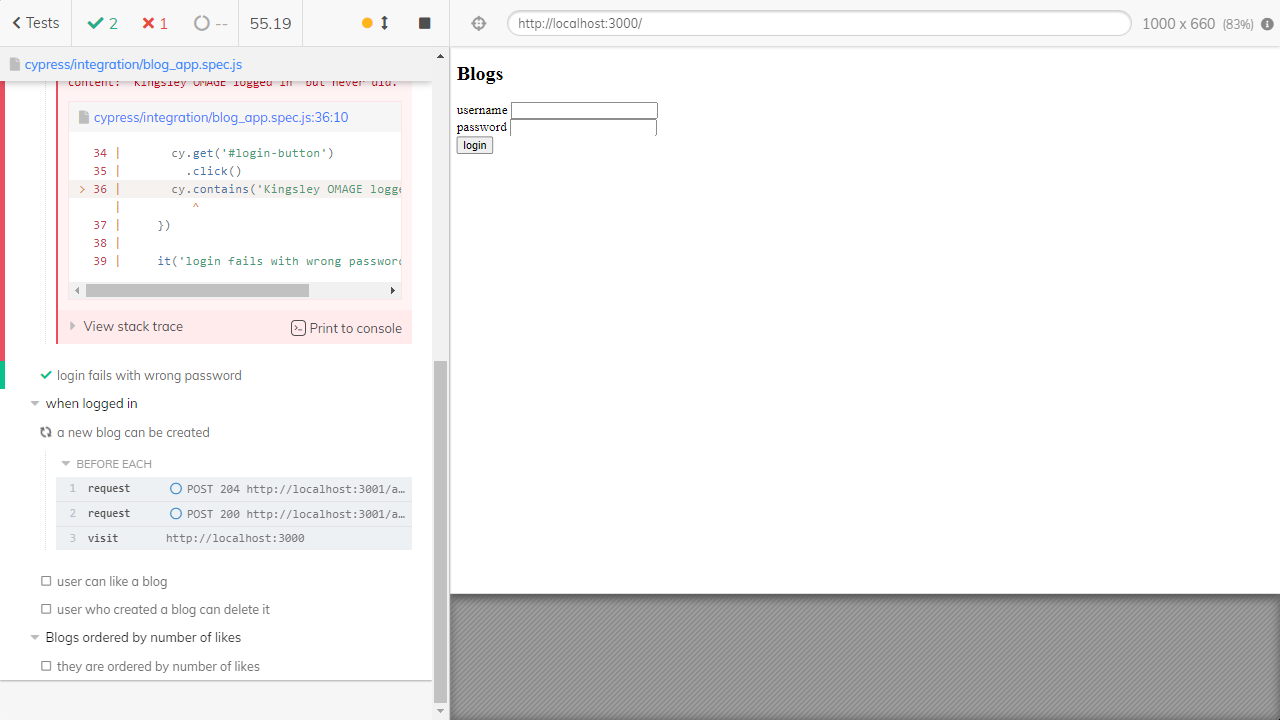 Tests
2
1
--
55.19
http://localhost:3000/
1000 x 660 (83%)
cypress/integration/blog_app.spec.js
content: 'Kingsley OMAGE logged in' but never did.
cypress/integration/blog_app.spec.js:36:10
34 | cy.get('#login-button')
35 | .click()
> 36 | cy.contains('Kingsley OMAGE logge
| ^
37 | })
38 |
39 | it('login fails with wrong password
View stack trace
Print to console
login fails with wrong password
when logged in
a new blog can be created
BEFORE EACH
1 request POST 204 http://localhost:3001/a…
2 request POST 200 http://localhost:3001/a…
3 visit http://localhost:3000
user can like a blog
user who created a blog can delete it
Blogs ordered by number of likes
they are ordered by number of likes
Blogs
username
password
login